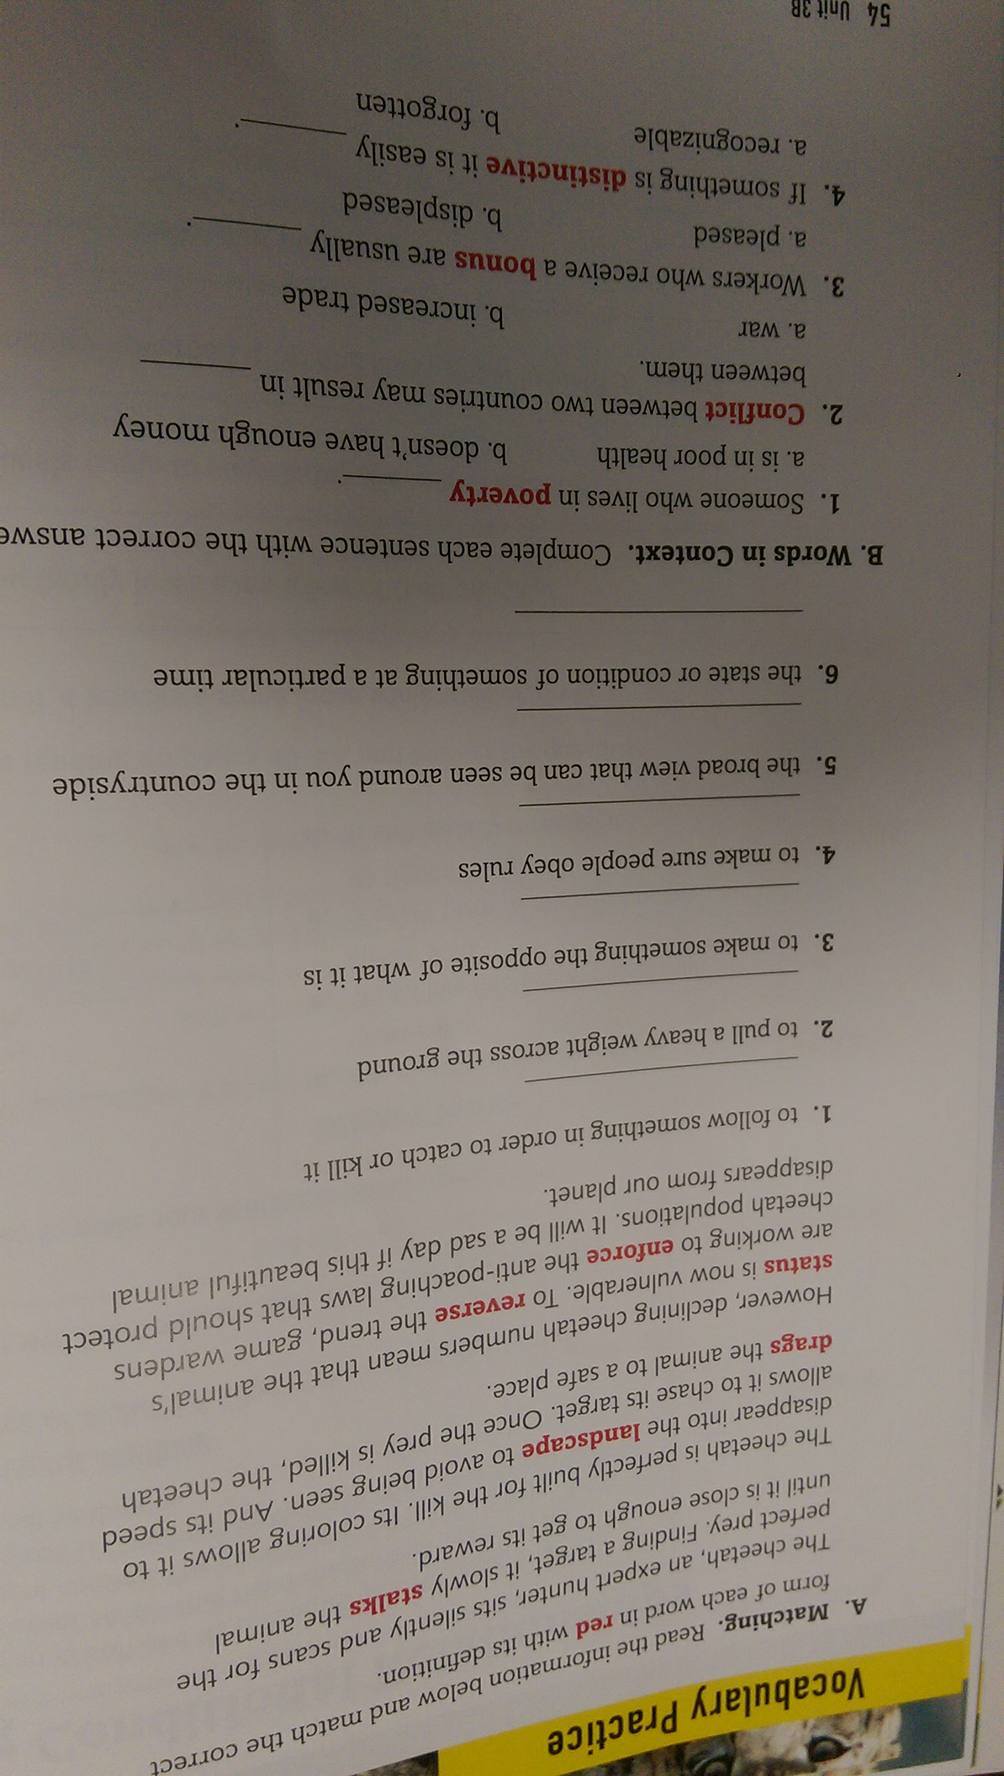 Vocabulary Practice
A. Matching. Read the information below and match the correct
form of each word in red with its definition.
The cheetah, an expert hunter, sits silently and scans for the
perfect prey. Finding a target, it slowly stalks the animal
until it is close enough to get its reward.
The cheetah is perfectly built for the kill. Its coloring allows it to
disappear into the landscape to avoid being seen. And its speed
allows it to chase its target. Once the prey is killed, the cheetah
drags the animal to a safe place.
However, declining cheetah numbers mean that the animal's
status is now vulnerable. To reverse the trend, game wardens
are working to enforce the anti-poaching laws that should protect
cheetah populations. It will be a sad day if this beautiful animal
disappears from our planet.
1. to follow something in order to catch or kill it
2. to pull a heavy weight across the ground
3. to make something the opposite of what it is
4. to make sure people obey rules
5. the broad view that can be seen around you in the countryside
6. the state or condition of something at a particular time
B. Words in Context. Complete each sentence with the correct answe
1. Someone who lives in poverty ________.
a. is in poor health b. doesn't have enough money
2. Conflict between two countries may result in ________
between them.
a. war b. increased trade
3. Workers who receive a bonus are usually ________.
a. pleased b. displeased
4. If something is distinctive it is easily ________.
a. recognizable b. forgotten
54 Unit 3B